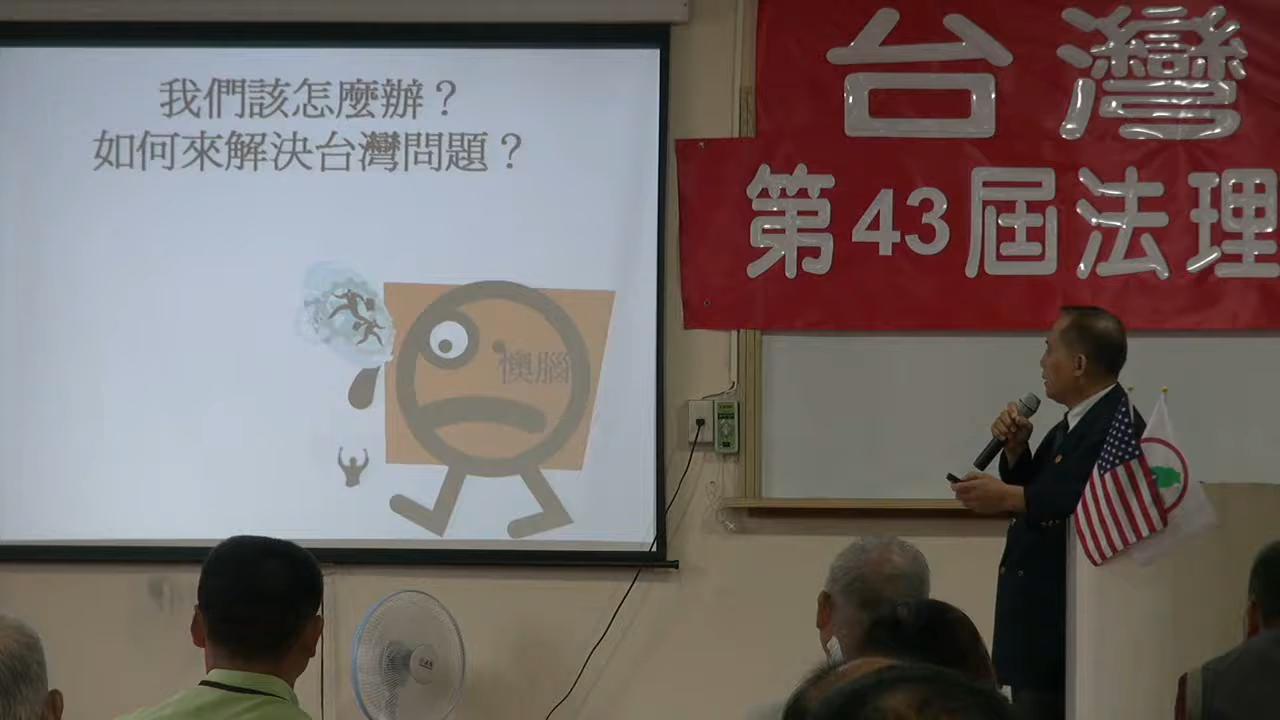 我們該怎麼辦？
如何來解決台灣問題？
懊腦
台灣
第43屆法理